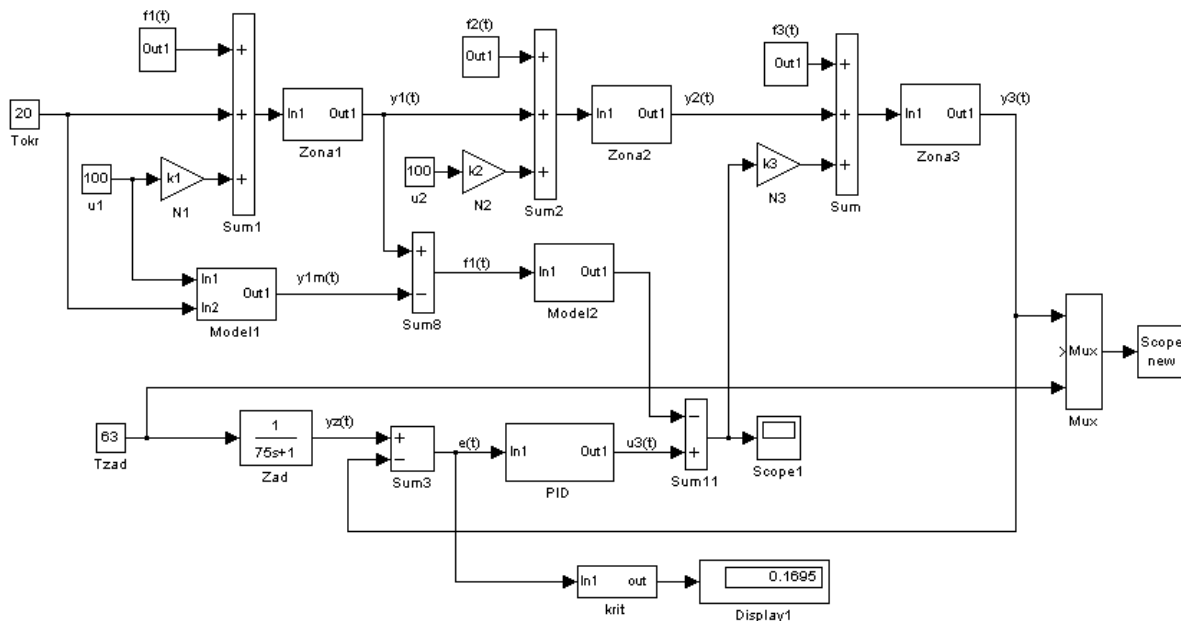 f1(t)
f2(t)
f3(t)
Out1
+
Out1
+
Out1
+
20
Tokr
+
In1 Out1
Zona1
y1(t)
+
In1 Out1
Zona2
y2(t)
+
In1 Out1
Zona3
y3(t)
100
u1
k1
N1
+
Sum1
100
u2
k2
N2
+
Sum2
k3
N3
+
Sum
In1
In2
Out1
Model1
y1m(t)
+
−
Sum8
f1(t)
In1 Out1
Model2
Mux
Mux
Scope
new
63
Tzad
1
75s+1
Zad
yz(t)
+
−
Sum3
e(t)
In1 Out1
PID
u3(t)
−
+
Sum11
Scope1
In1 out
krit
0.1695
Display1